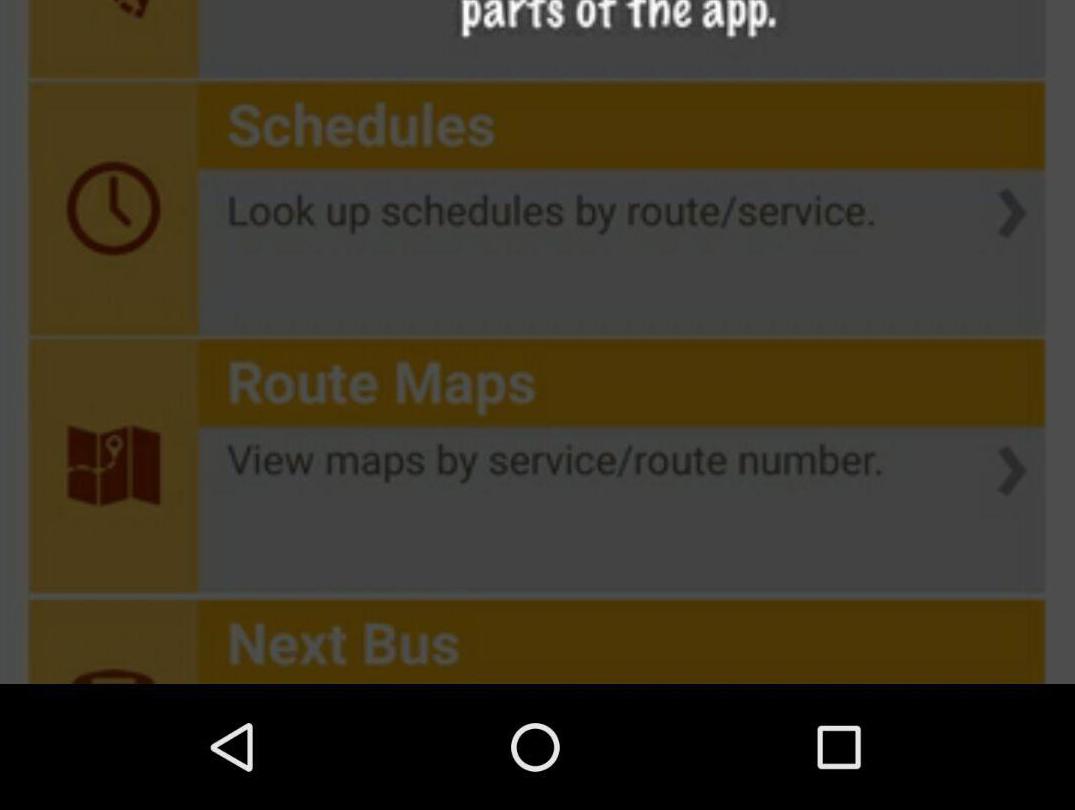 parts of the app.
Schedules
Look up schedules by route/service.
Route Maps
View maps by service/route number.
Next Bus